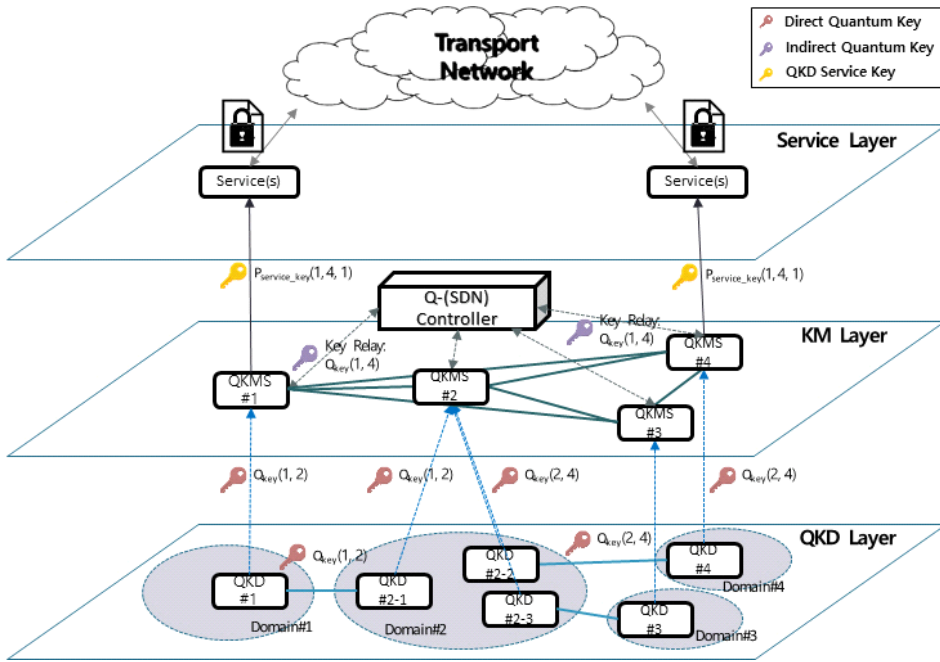 Direct Quantum Key
Indirect Quantum Key
QKD Service Key
Transport
Network
Service Layer
Service(s)
Service(s)
Pservice_key(1, 4, 1)
Pservice_key(1, 4, 1)
Q-(SDN)
Controller
Key Relay:
Qkey(1, 4)
Key Relay:
Qkey(1, 4)
KM Layer
QKMS
#1
QKMS
#2
QKMS
#3
QKMS
#4
Qkey(1, 2)
Qkey(1, 2)
Qkey(2, 4)
Qkey(2, 4)
QKD Layer
Qkey(1, 2)
Qkey(2, 4)
QKD
#1
QKD
#2-1
QKD
#2-2
QKD
#2-3
QKD
#3
QKD
#4
Domain#1
Domain#2
Domain#3
Domain#4